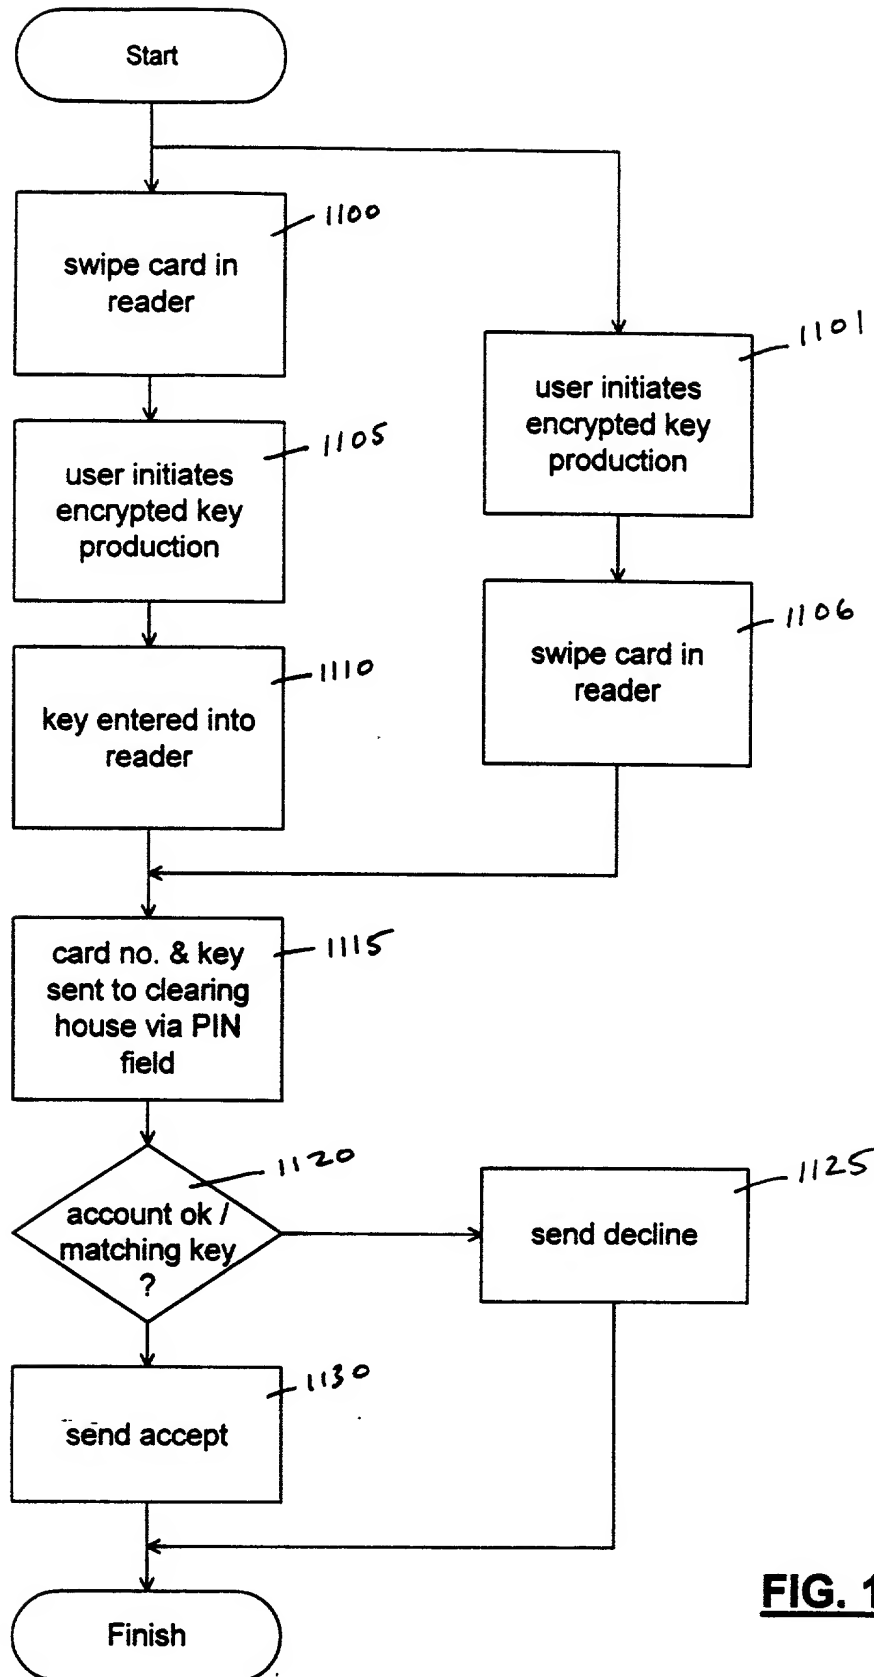 Start
1100
swipe card in
reader
1101
user initiates
encrypted key
production
1105
user initiates
encrypted key
production
1106
swipe card in
reader
1110
key entered into
reader
1115
card no. & key
sent to clearing
house via PIN
field
1120
account ok /
matching key
?
1125
send decline
1130
send accept
FIG. 1
Finish